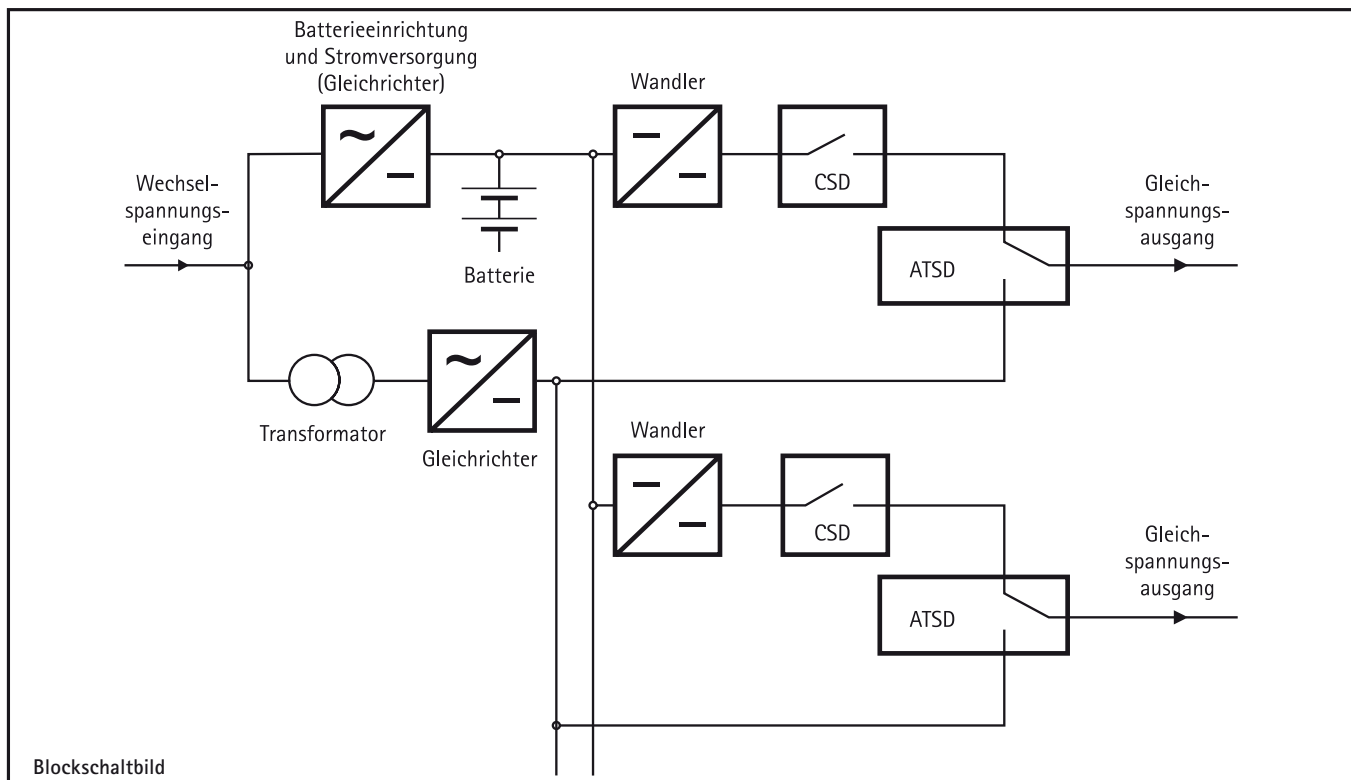 Batterieeinrichtung
und Stromversorgung
(Gleichrichter)
Wandler
CSD
Wechsel-
spannungs-
eingang
Batterie
ATSD
Gleich-
spannungs-
ausgang
Transformator
Gleichrichter
Wandler
CSD
ATSD
Gleich-
spannungs-
ausgang
Blockschaltbild